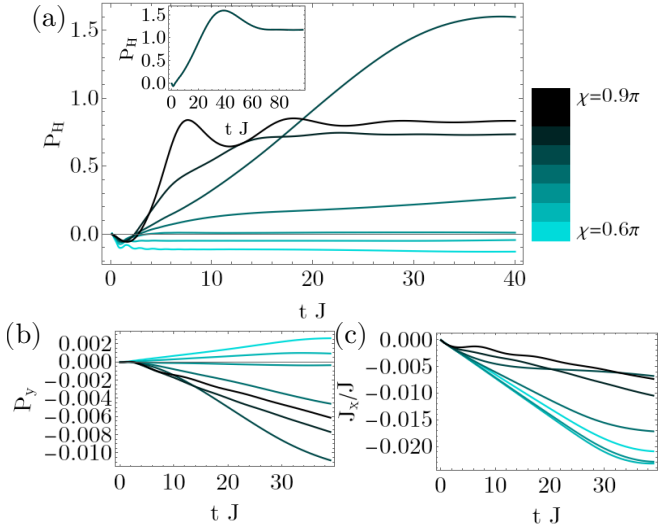 (a)
P_H
1.5
1.0
0.5
0.0
0 10 20 30 40
t J
P_H
1.5
1.0
0.5
0.0
0 20 40 60 80
t J
χ=0.9π
χ=0.6π
(b)
P_y
0.002
0.000
−0.002
−0.004
−0.006
−0.008
−0.010
0 10 20 30
t J
(c)
J_x/J
0.000
−0.005
−0.010
−0.015
−0.020
0 10 20 30
t J